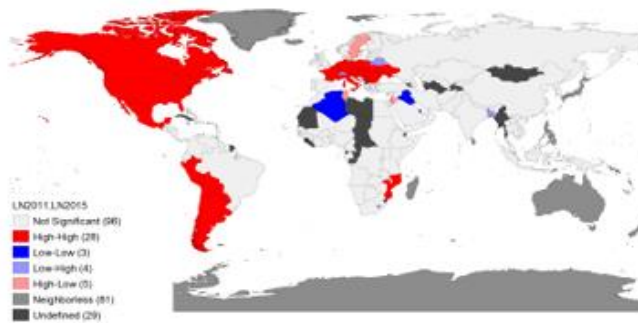 LN2011,LN2015
Not Significant (96)
High-High (28)
Low-Low (3)
Low-High (4)
High-Low (5)
Neighborless (81)
Undefined (29)